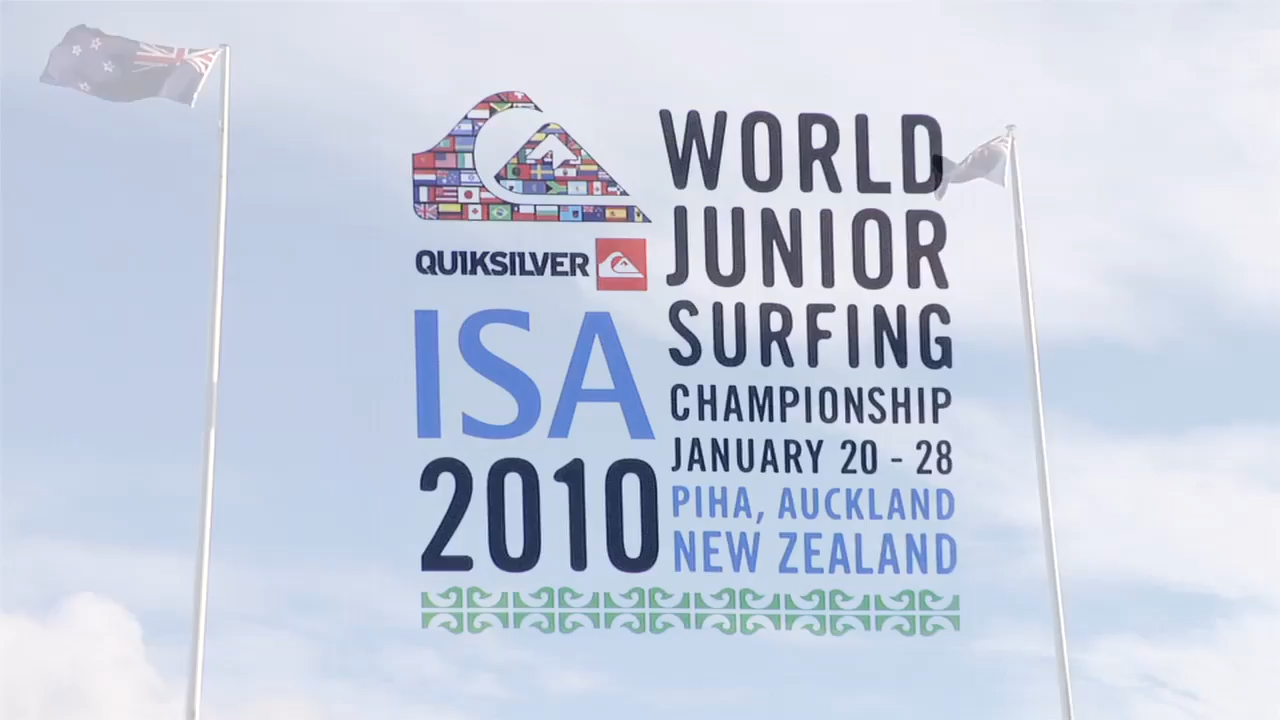 QUIKSILVER
ISA
2010
WORLD
JUNIOR
SURFING
CHAMPIONSHIP
JANUARY 20 - 28
PIHA, AUCKLAND
NEW ZEALAND